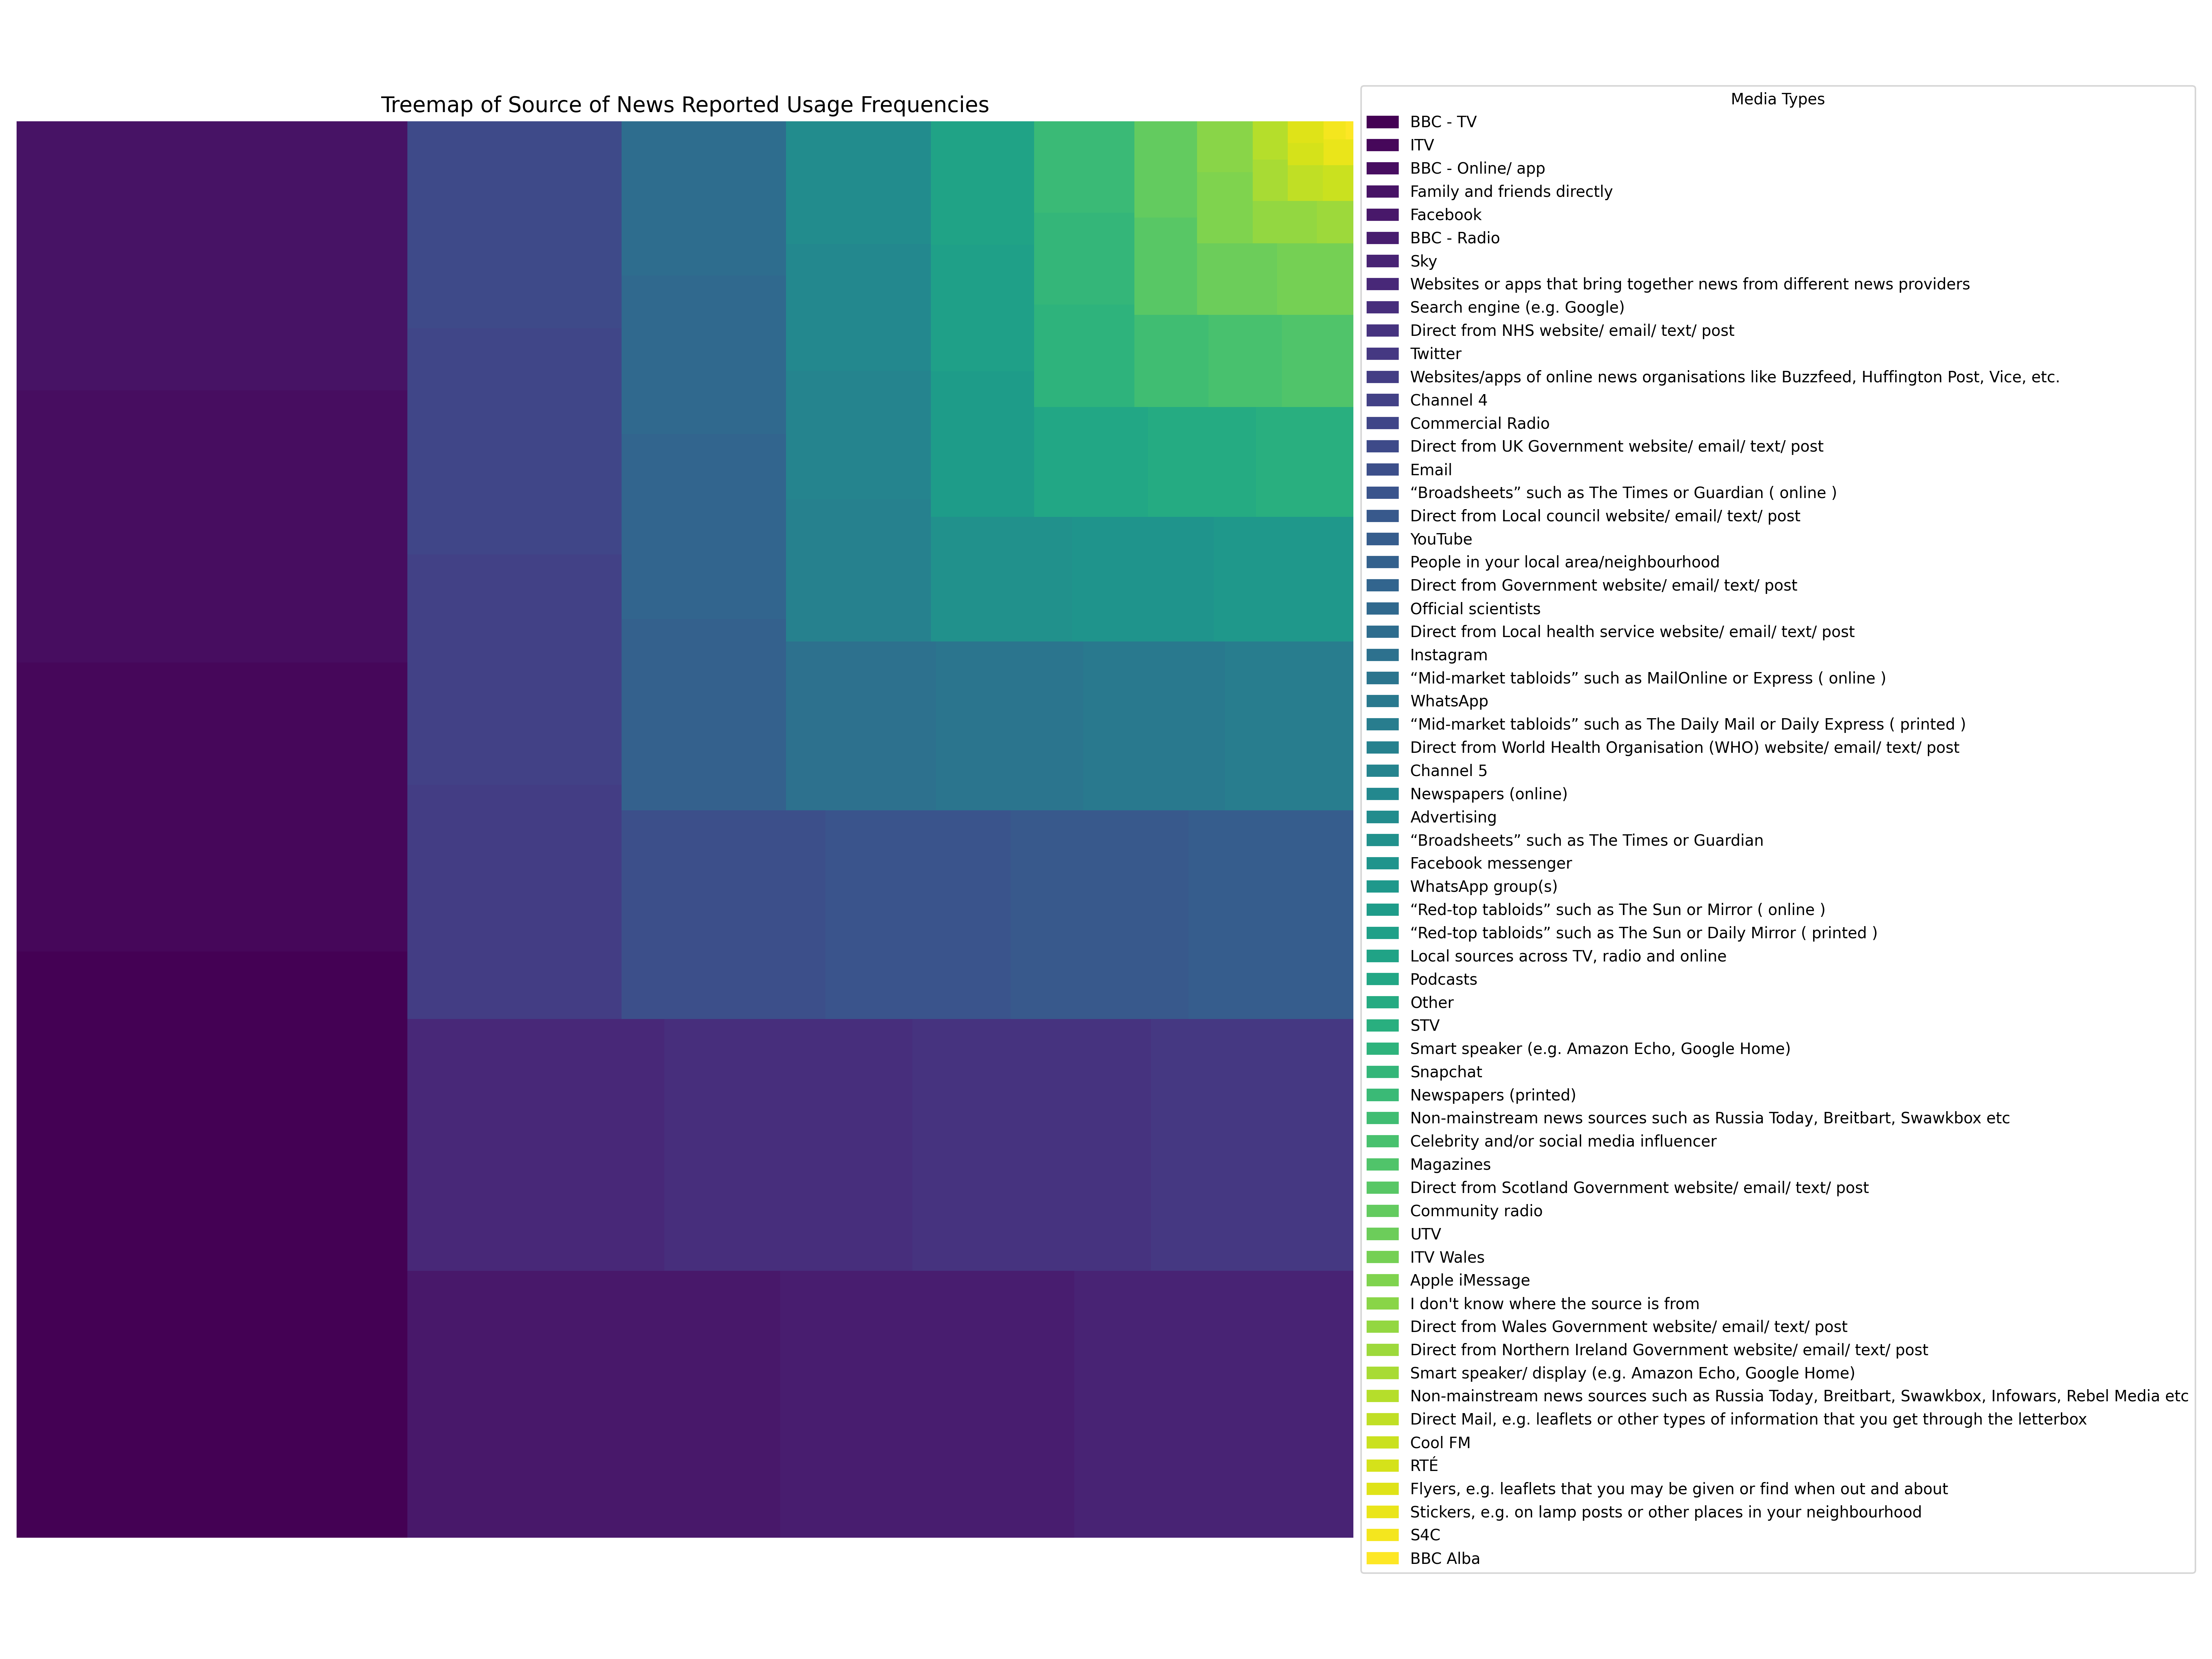 Treemap of Source of News Reported Usage Frequencies
Media Types
BBC - TV
ITV
BBC - Online/ app
Family and friends directly
Facebook
BBC - Radio
Sky
Websites or apps that bring together news from different news providers
Search engine (e.g. Google)
Direct from NHS website/ email/ text/ post
Twitter
Websites/apps of online news organisations like Buzzfeed, Huffington Post, Vice, etc.
Channel 4
Commercial Radio
Direct from UK Government website/ email/ text/ post
Email
“Broadsheets” such as The Times or Guardian ( online )
Direct from Local council website/ email/ text/ post
YouTube
People in your local area/neighbourhood
Direct from Government website/ email/ text/ post
Official scientists
Direct from Local health service website/ email/ text/ post
Instagram
“Mid-market tabloids” such as MailOnline or Express ( online )
WhatsApp
“Mid-market tabloids” such as The Daily Mail or Daily Express ( printed )
Direct from World Health Organisation (WHO) website/ email/ text/ post
Channel 5
Newspapers (online)
Advertising
“Broadsheets” such as The Times or Guardian
Facebook messenger
WhatsApp group(s)
“Red-top tabloids” such as The Sun or Mirror ( online )
“Red-top tabloids” such as The Sun or Daily Mirror ( printed )
Local sources across TV, radio and online
Podcasts
Other
STV
Smart speaker (e.g. Amazon Echo, Google Home)
Snapchat
Newspapers (printed)
Non-mainstream news sources such as Russia Today, Breitbart, Swawkbox etc
Celebrity and/or social media influencer
Magazines
Direct from Scotland Government website/ email/ text/ post
Community radio
UTV
ITV Wales
Apple iMessage
I don't know where the source is from
Direct from Wales Government website/ email/ text/ post
Direct from Northern Ireland Government website/ email/ text/ post
Smart speaker/ display (e.g. Amazon Echo, Google Home)
Non-mainstream news sources such as Russia Today, Breitbart, Swawkbox, Infowars, Rebel Media etc
Direct Mail, e.g. leaflets or other types of information that you get through the letterbox
Cool FM
RTÉ
Flyers, e.g. leaflets that you may be given or find when out and about
Stickers, e.g. on lamp posts or other places in your neighbourhood
S4C
BBC Alba